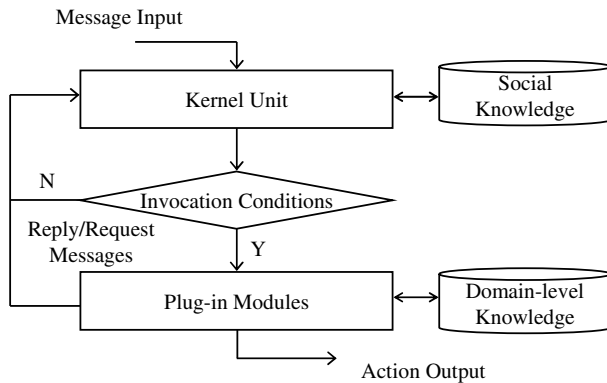 Message Input
Kernel Unit
Social
Knowledge
N
Invocation Conditions
Reply/Request
Messages
Y
Plug-in Modules
Domain-level
Knowledge
Action Output